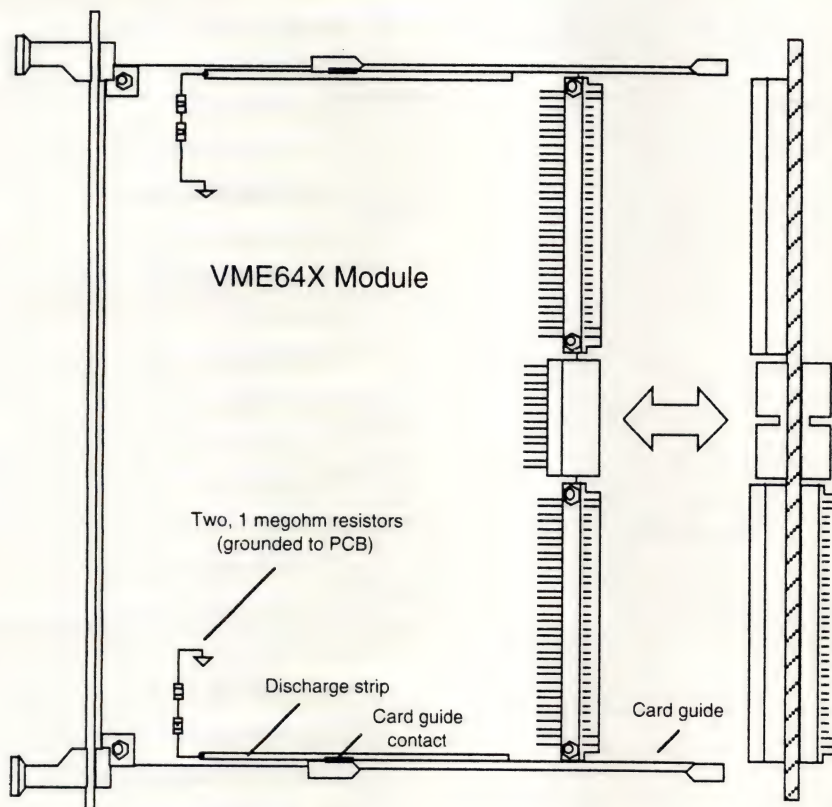 VME64X Module
Two, 1 megohm resistors
(grounded to PCB)
Discharge strip
Card guide
contact
Card guide